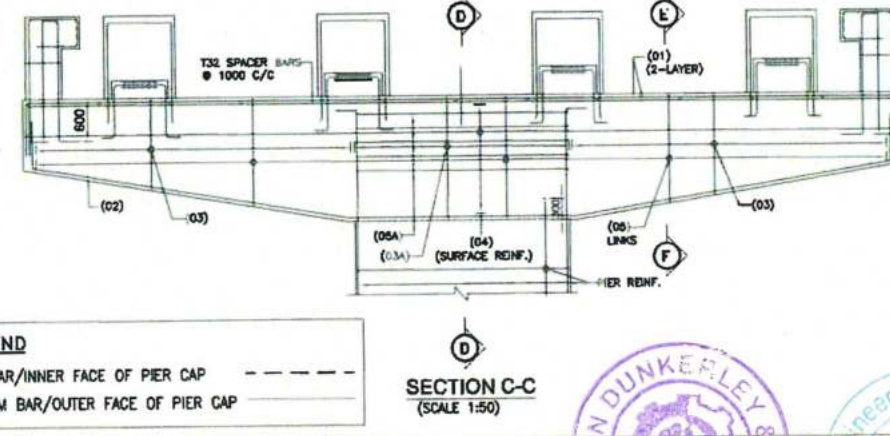 D
E
T32 SPACER BARS
@ 1000 C/C
(01)
(2-LAYER)
600
(02)
(03)
(05A)
(03A)
(04)
(SURFACE REINF.)
300
(05)
LINKS
(03)
F
PIER REINF.
END
AR/INNER FACE OF PIER CAP
M BAR/OUTER FACE OF PIER CAP
D
SECTION C-C
(SCALE 1:50)
N DUNKERLEY &
ineer